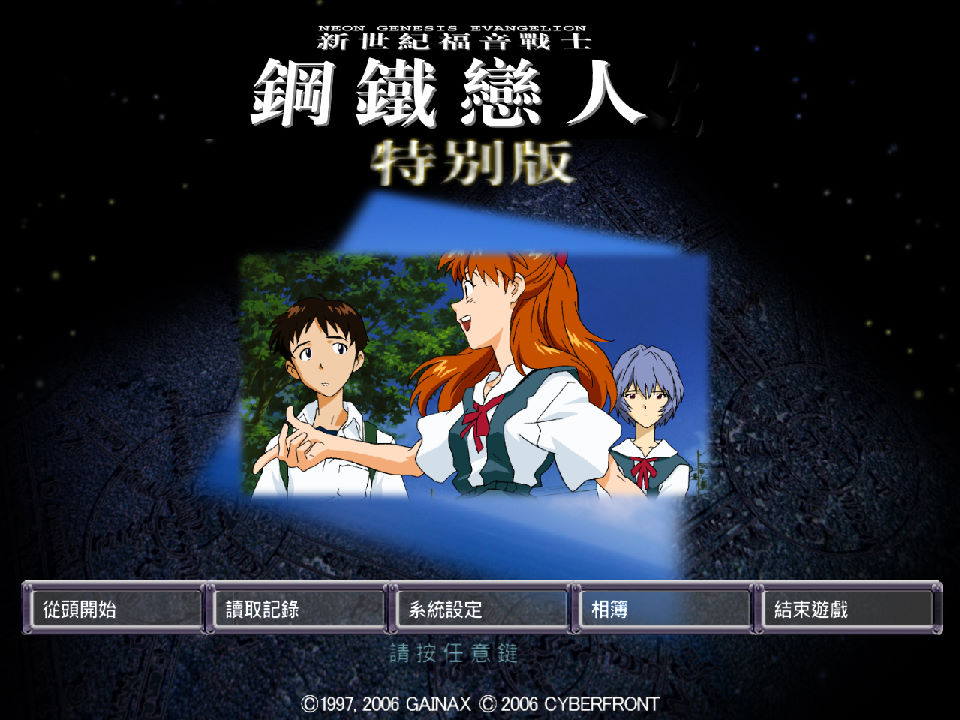 NEON GENESIS EVANGELION
新世紀福音戰士
鋼鐵戀人
特別版
從頭開始 讀取記錄 系統設定 相簿 結束遊戲
請按任意鍵
©1997, 2006 GAINAX © 2006 CYBERFRONT